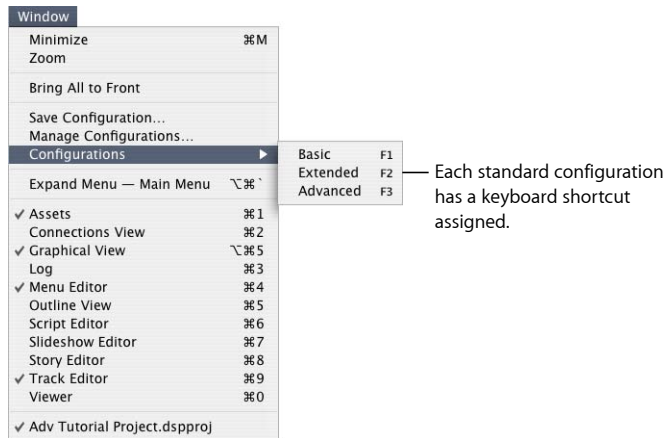 Window
Minimize ⌘M
Zoom
Bring All to Front
Save Configuration...
Manage Configurations...
Configurations ▶
Basic F1
Extended F2
Advanced F3
Each standard configuration
has a keyboard shortcut
assigned.
Expand Menu — Main Menu ⌥⌘`
✓ Assets ⌘1
Connections View ⌘2
✓ Graphical View ⌥⌘5
Log ⌘3
✓ Menu Editor ⌘4
Outline View ⌘5
Script Editor ⌘6
Slideshow Editor ⌘7
Story Editor ⌘8
✓ Track Editor ⌘9
Viewer ⌘0
✓ Adv Tutorial Project.dspproj